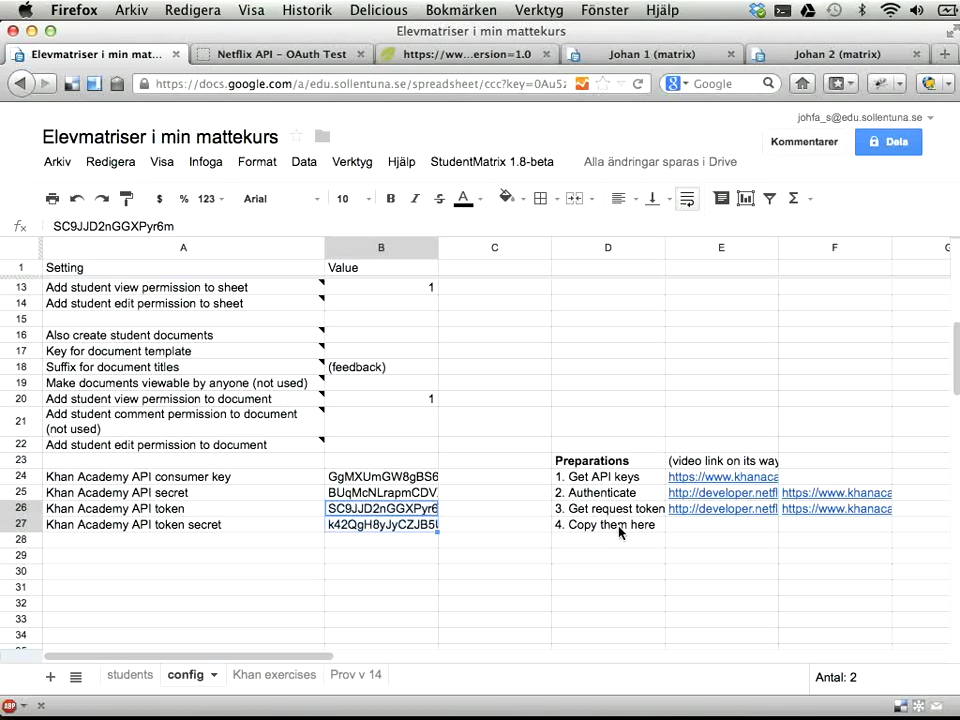 Firefox Arkiv Redigera Visa Historik Delicious Bokmärken Verktyg Fönster Hjälp
Elevmatriser i min mattekurs
Elevmatriser i min mat... Netflix API – OAuth Test https://ww...ersion=1.0 Johan 1 (matrix) Johan 2 (matrix)
https://docs.google.com/a/edu.sollentuna.se/spreadsheet/ccc?key=0Au5z Google
johfa_s@edu.sollentuna.se
Elevmatriser i min mattekurs Kommentarer Dela
Arkiv Redigera Visa Infoga Format Data Verktyg Hjälp StudentMatrix 1.8-beta Alla ändringar sparas i Drive
$ % 123 Arial 10 B I S A Σ
fx SC9JJD2nGGXPyr6m
A B C D E F G
1 Setting Value
13 Add student view permission to sheet 1
14 Add student edit permission to sheet
15
16 Also create student documents
17 Key for document template
18 Suffix for document titles (feedback)
19 Make documents viewable by anyone (not used)
20 Add student view permission to document 1
21 Add student comment permission to document
(not used)
22 Add student edit permission to document
23 Preparations (video link on its way
24 Khan Academy API consumer key GgMXUmGW8gBS6 1. Get API keys https://www.khanaca
25 Khan Academy API secret BUqMcNLrapmCDV 2. Authenticate http://developer.netfl https://www.khanaca
26 Khan Academy API token SC9JJD2nGGXPyr6 3. Get request token http://developer.netfl https://www.khanaca
27 Khan Academy API token secret k42QgH8yJyCZJB5U 4. Copy them here
28
29
30
31
32
33
34
students config Khan exercises Prov v 14 Antal: 2
ABP